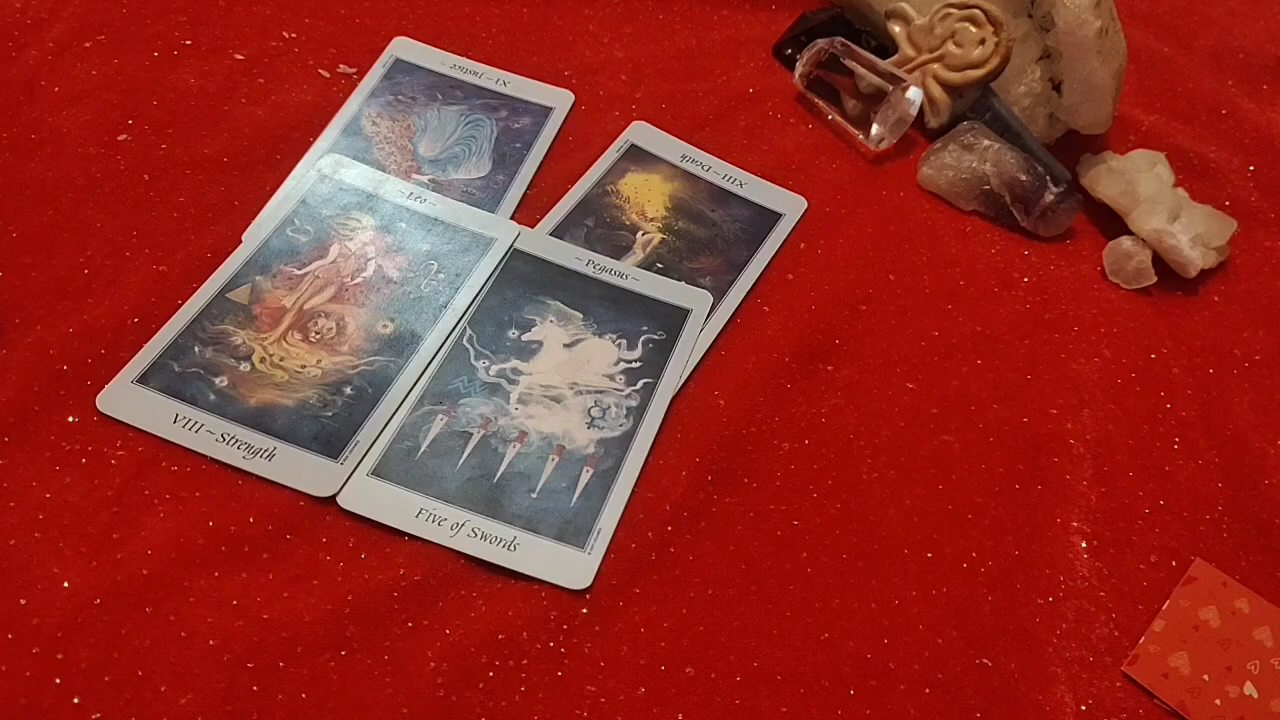 XI ~ Justice ~
XIII ~ Death
~ Leo ~
~ Pegasus ~
VIII ~ Strength
Five of Swords